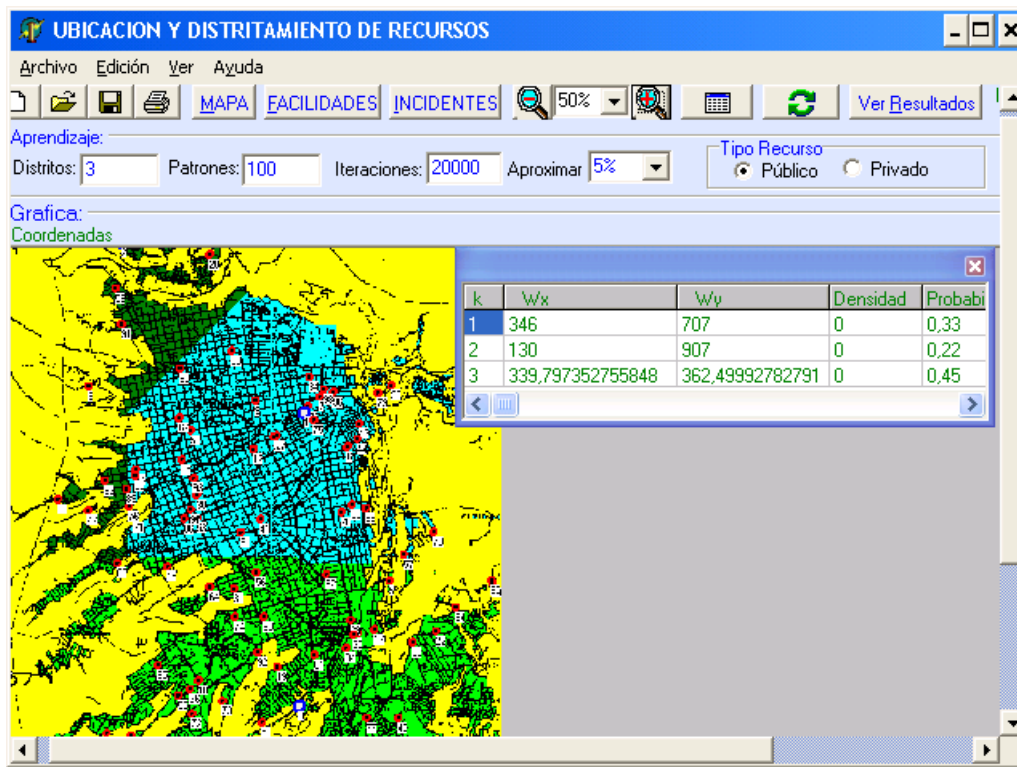 UBICACION Y DISTRITAMIENTO DE RECURSOS
Archivo Edición Ver Ayuda
MAPA FACILIDADES INCIDENTES 50% Ver Resultados
Aprendizaje:
Distritos: 3 Patrones: 100 Iteraciones: 20000 Aproximar 5% Tipo Recurso
Público Privado
Grafica:
Coordenadas
k Wx Wy Densidad Probabi
1 346 707 0 0,33
2 130 907 0 0,22
3 339,797352755848 362,49992782791 0 0,45